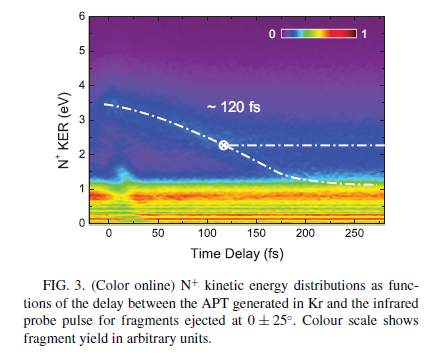 6
5
4
3
2
1
0
N+ KER (eV)
0 1
~ 120 fs
0 50 100 150 200 250
Time Delay (fs)
FIG. 3. (Color online) N+ kinetic energy distributions as func-
tions of the delay between the APT generated in Kr and the infrared
probe pulse for fragments ejected at 0 ± 25°. Colour scale shows
fragment yield in arbitrary units.